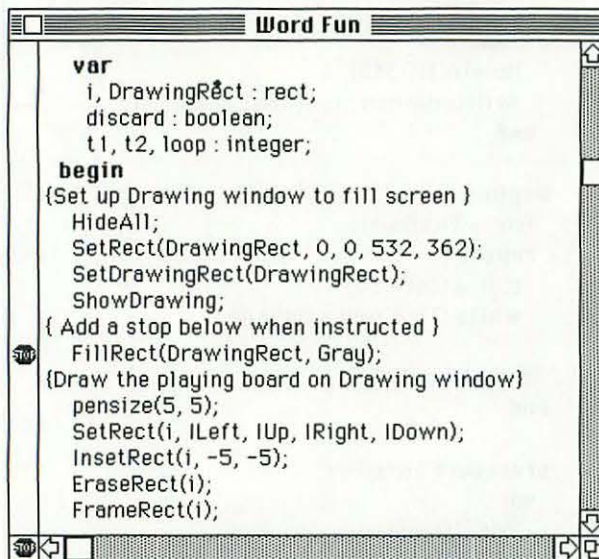 Word Fun
var
i, DrawingRect : rect;
discard : boolean;
t1, t2, loop : integer;
begin
{Set up Drawing window to fill screen }
HideAll;
SetRect(DrawingRect, 0, 0, 532, 362);
SetDrawingRect(DrawingRect);
ShowDrawing;
{ Add a stop below when instructed }
STOP FillRect(DrawingRect, Gray);
{Draw the playing board on Drawing window}
pensize(5, 5);
SetRect(i, lLeft, lUp, lRight, lDown);
InsetRect(i, -5, -5);
EraseRect(i);
FrameRect(i);
STOP